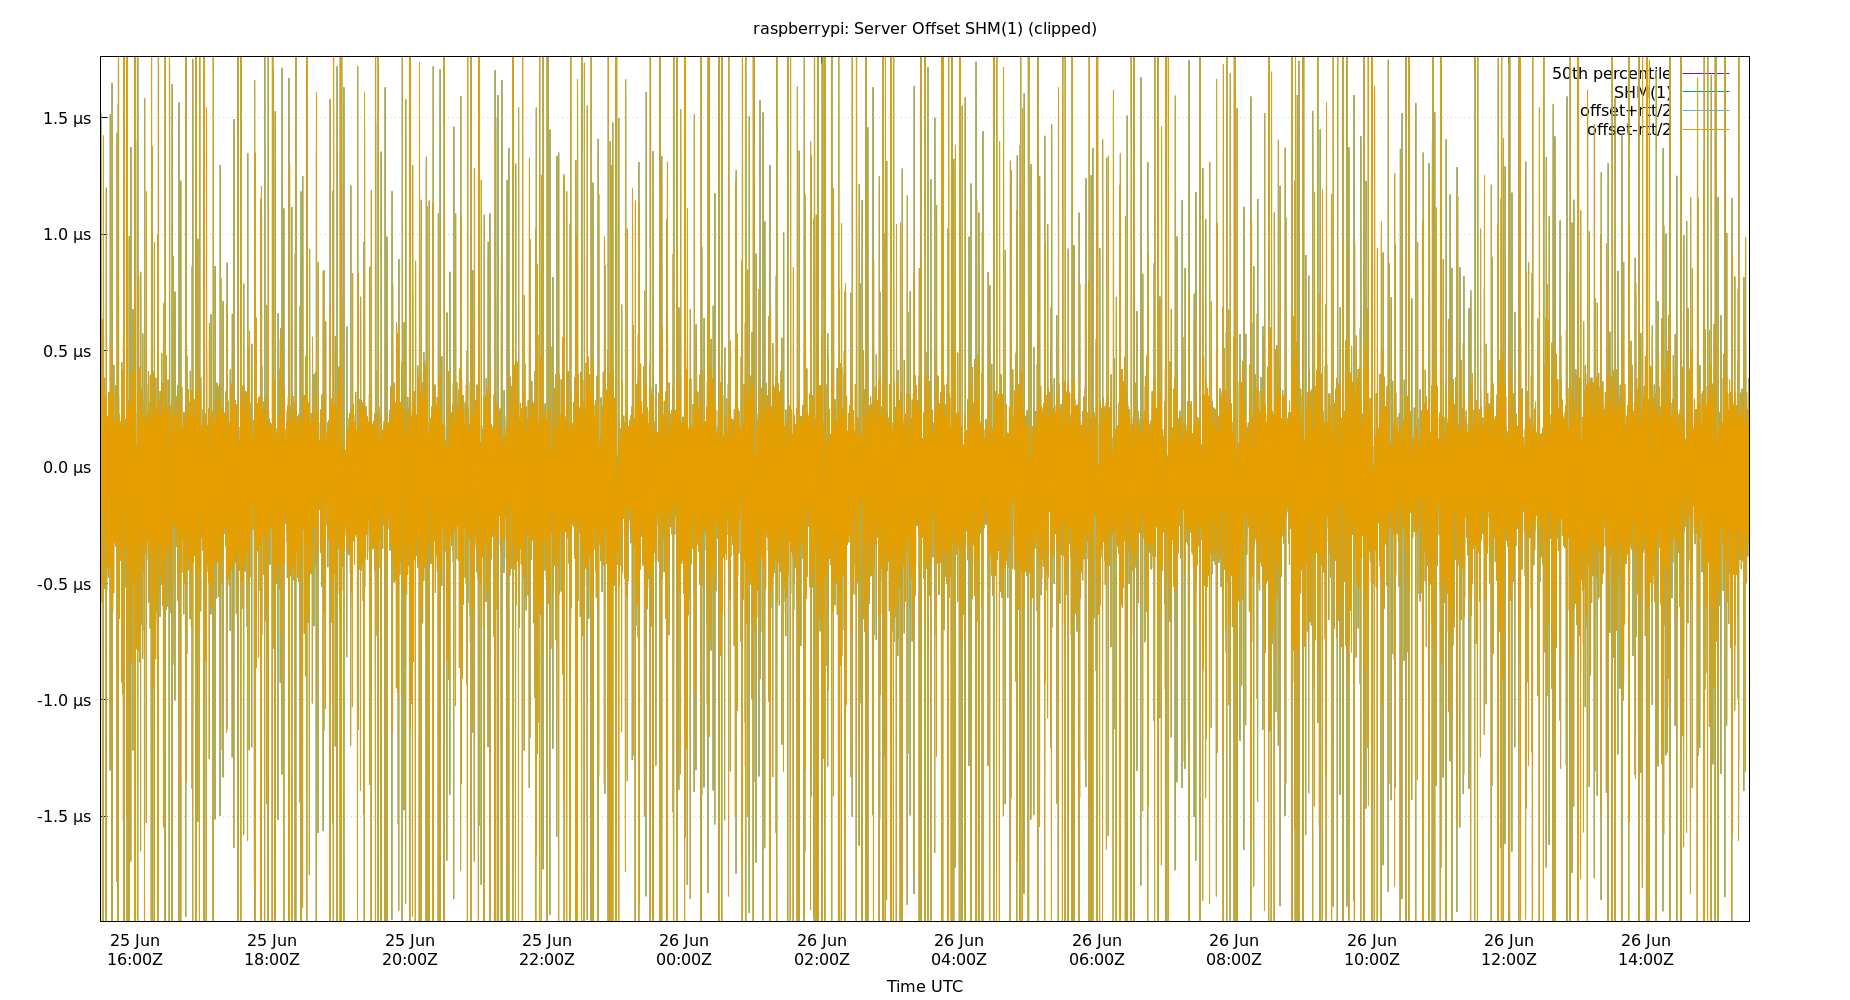 raspberrypi: Server Offset SHM(1) (clipped)
50th percentile
SHM(1)
offset+rtt/2
offset-rtt/2
1.5 µs
1.0 µs
0.5 µs
0.0 µs
-0.5 µs
-1.0 µs
-1.5 µs
25 Jun 25 Jun 25 Jun 25 Jun 26 Jun 26 Jun 26 Jun 26 Jun 26 Jun 26 Jun 26 Jun 26 Jun
16:00Z 18:00Z 20:00Z 22:00Z 00:00Z 02:00Z 04:00Z 06:00Z 08:00Z 10:00Z 12:00Z 14:00Z
Time UTC